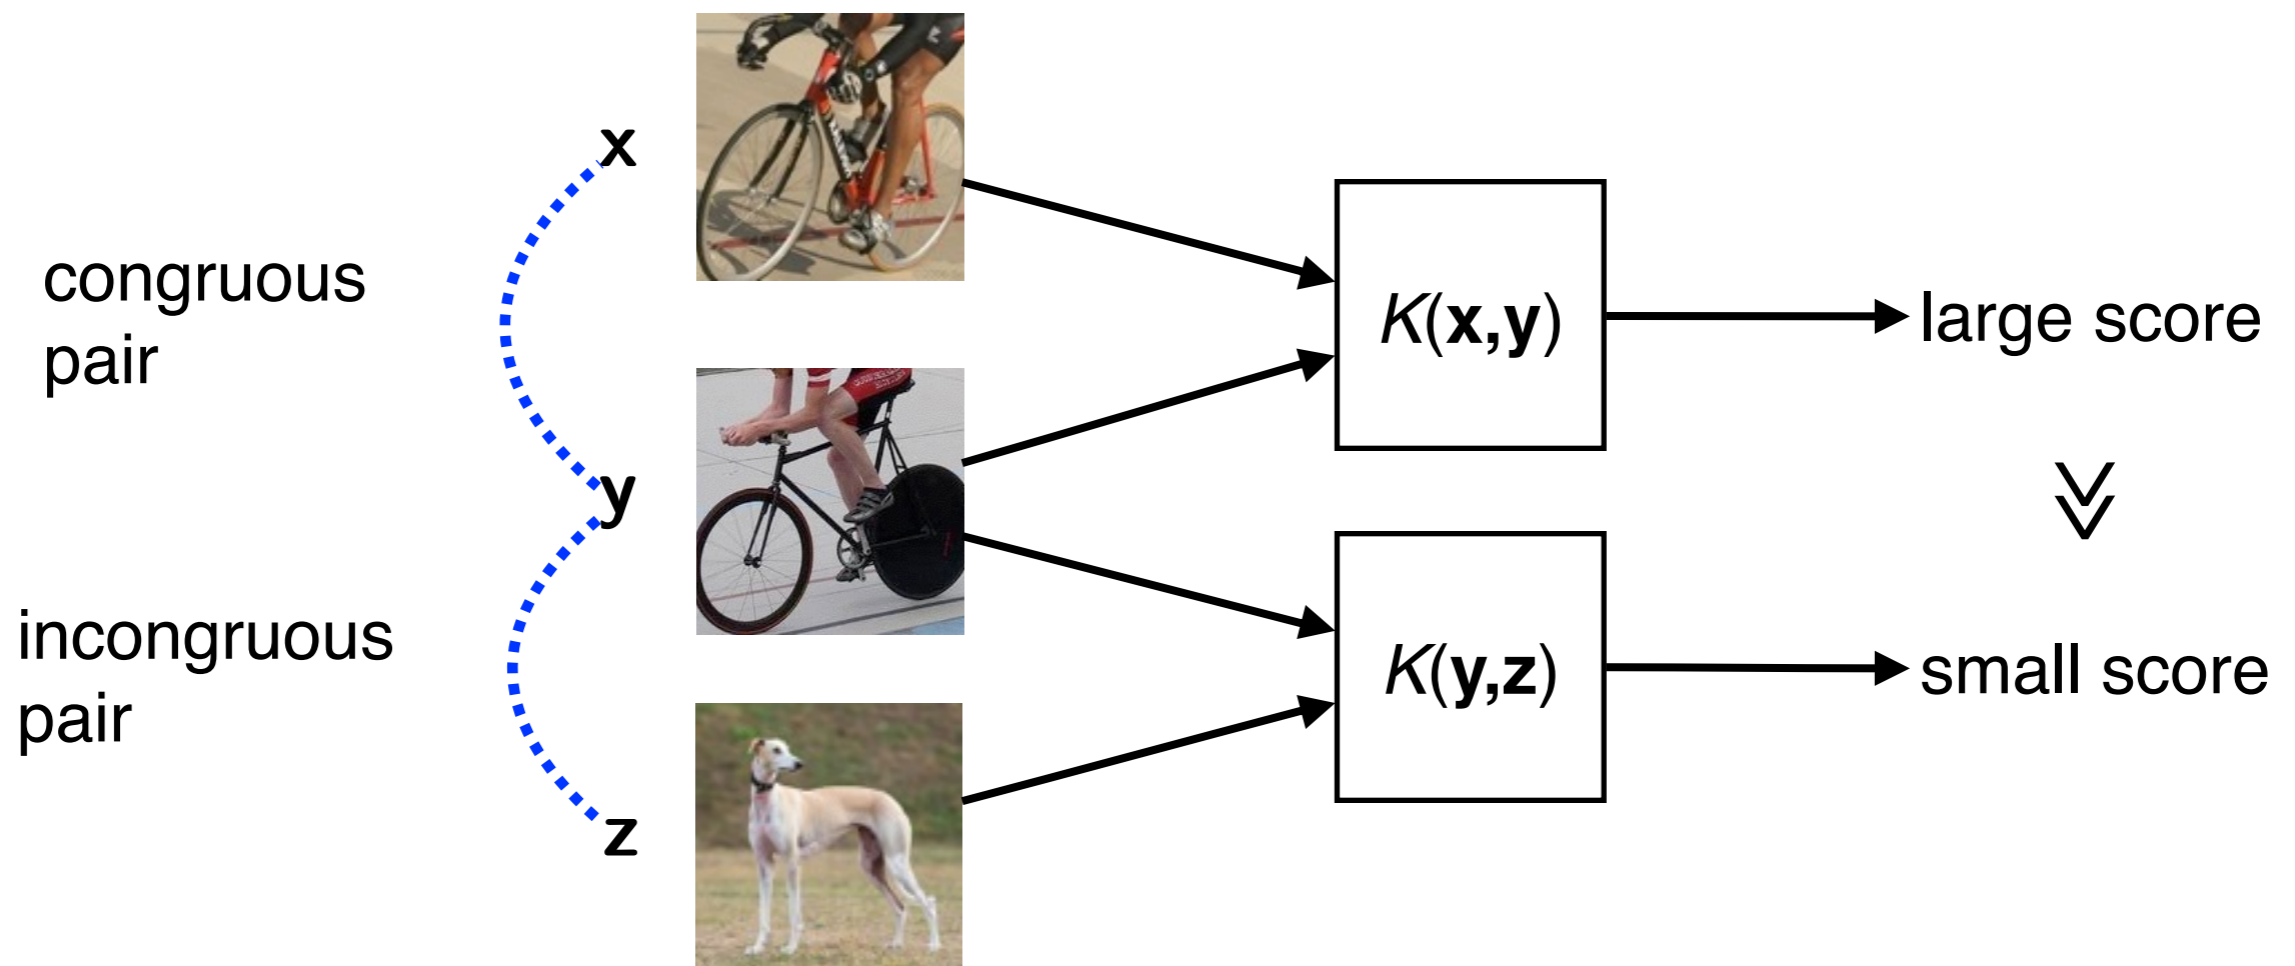 x
congruous
pair
K(x,y)
large score
y
≫
incongruous
pair
K(y,z)
small score
z